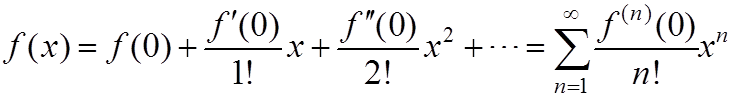 f(x) = f(0) + \frac{f'(0)}{1!}x + \frac{f''(0)}{2!}x^2 + \cdots = \sum_{n=1}^{\infty} \frac{f^{(n)}(0)}{n!}x^n